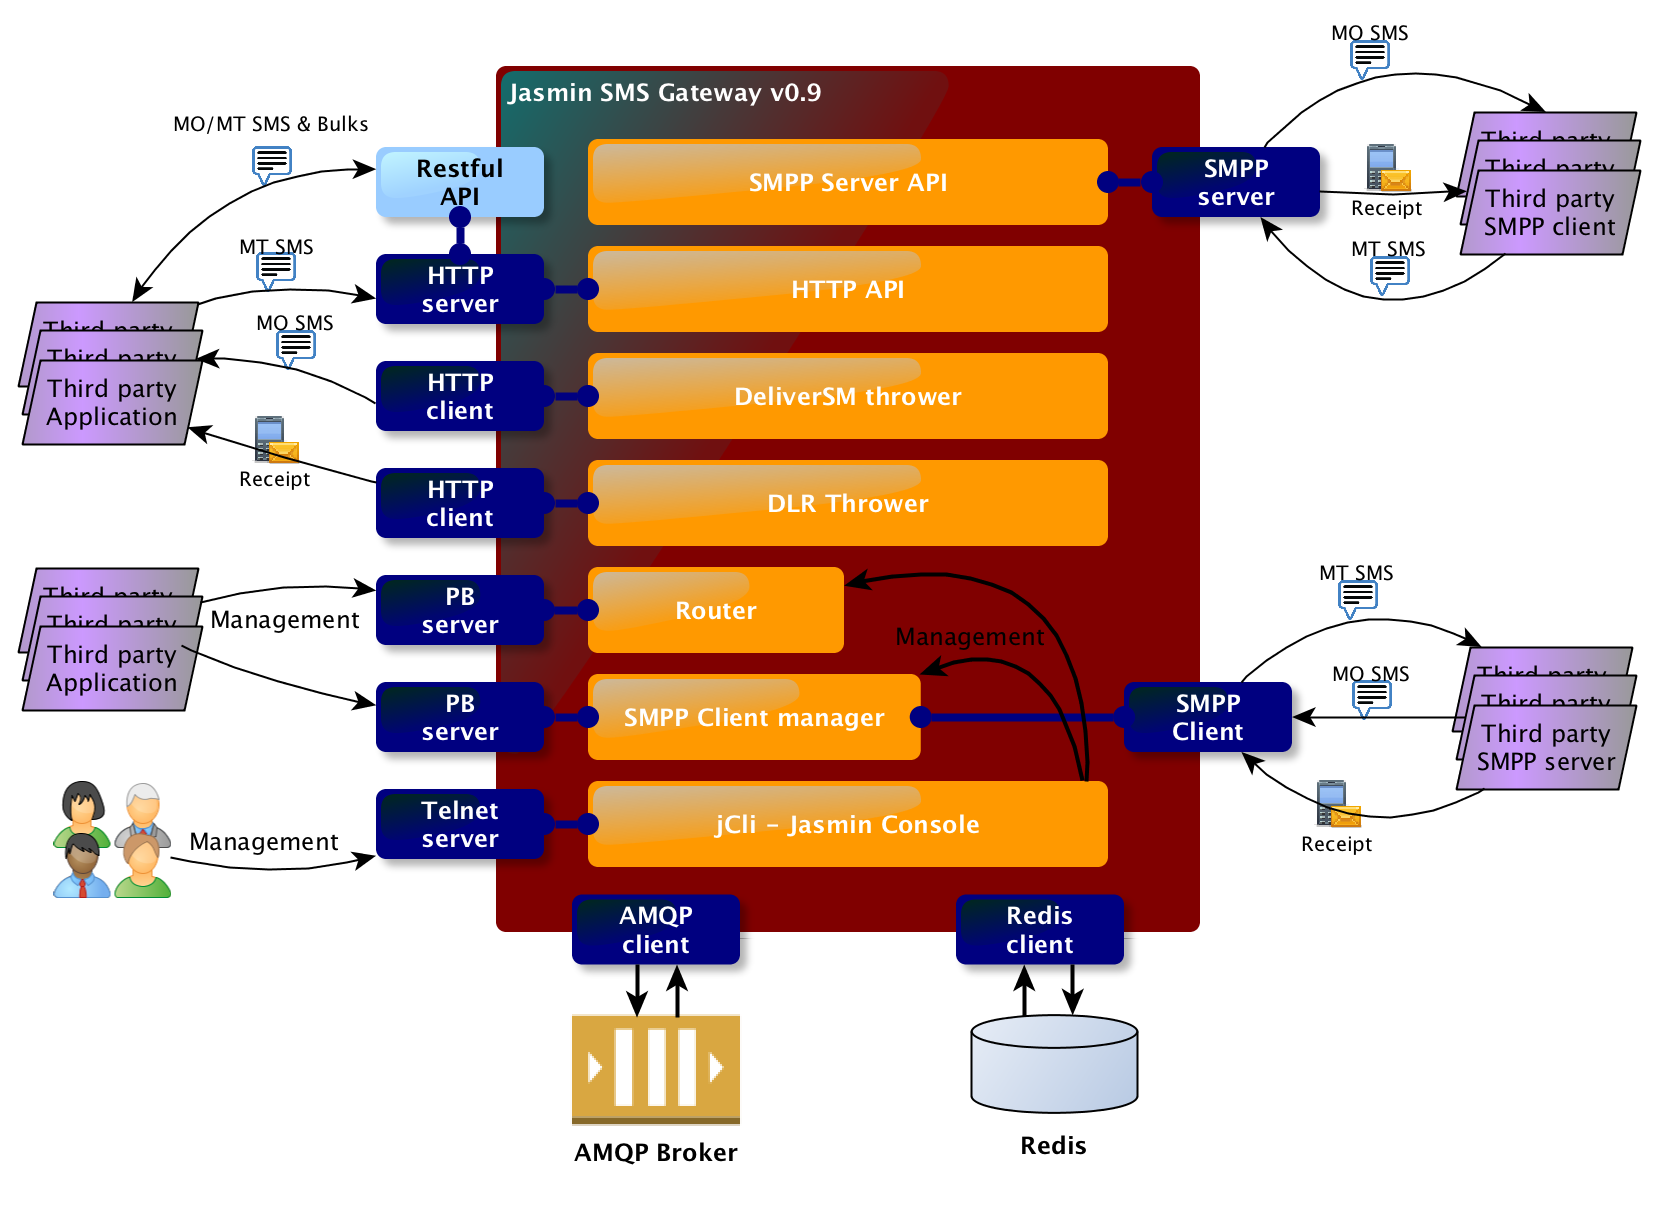 MO SMS
Jasmin SMS Gateway v0.9
MO/MT SMS & Bulks
Restful
API
SMPP Server API
SMPP
server
Third party
Third party
Third party
SMPP client
Receipt
MT SMS
MT SMS
HTTP
server
HTTP API
MO SMS
Third party
Third party
Third party
Application
HTTP
client
DeliverSM thrower
Receipt
HTTP
client
DLR Thrower
Third party
Third party
Third party
Application
Management
PB
server
Router
Management
MT SMS
PB
server
SMPP Client manager
SMPP
Client
MO SMS
Third party
Third party
Third party
SMPP server
Receipt
Management
Telnet
server
jCli – Jasmin Console
AMQP
client
Redis
client
AMQP Broker
Redis